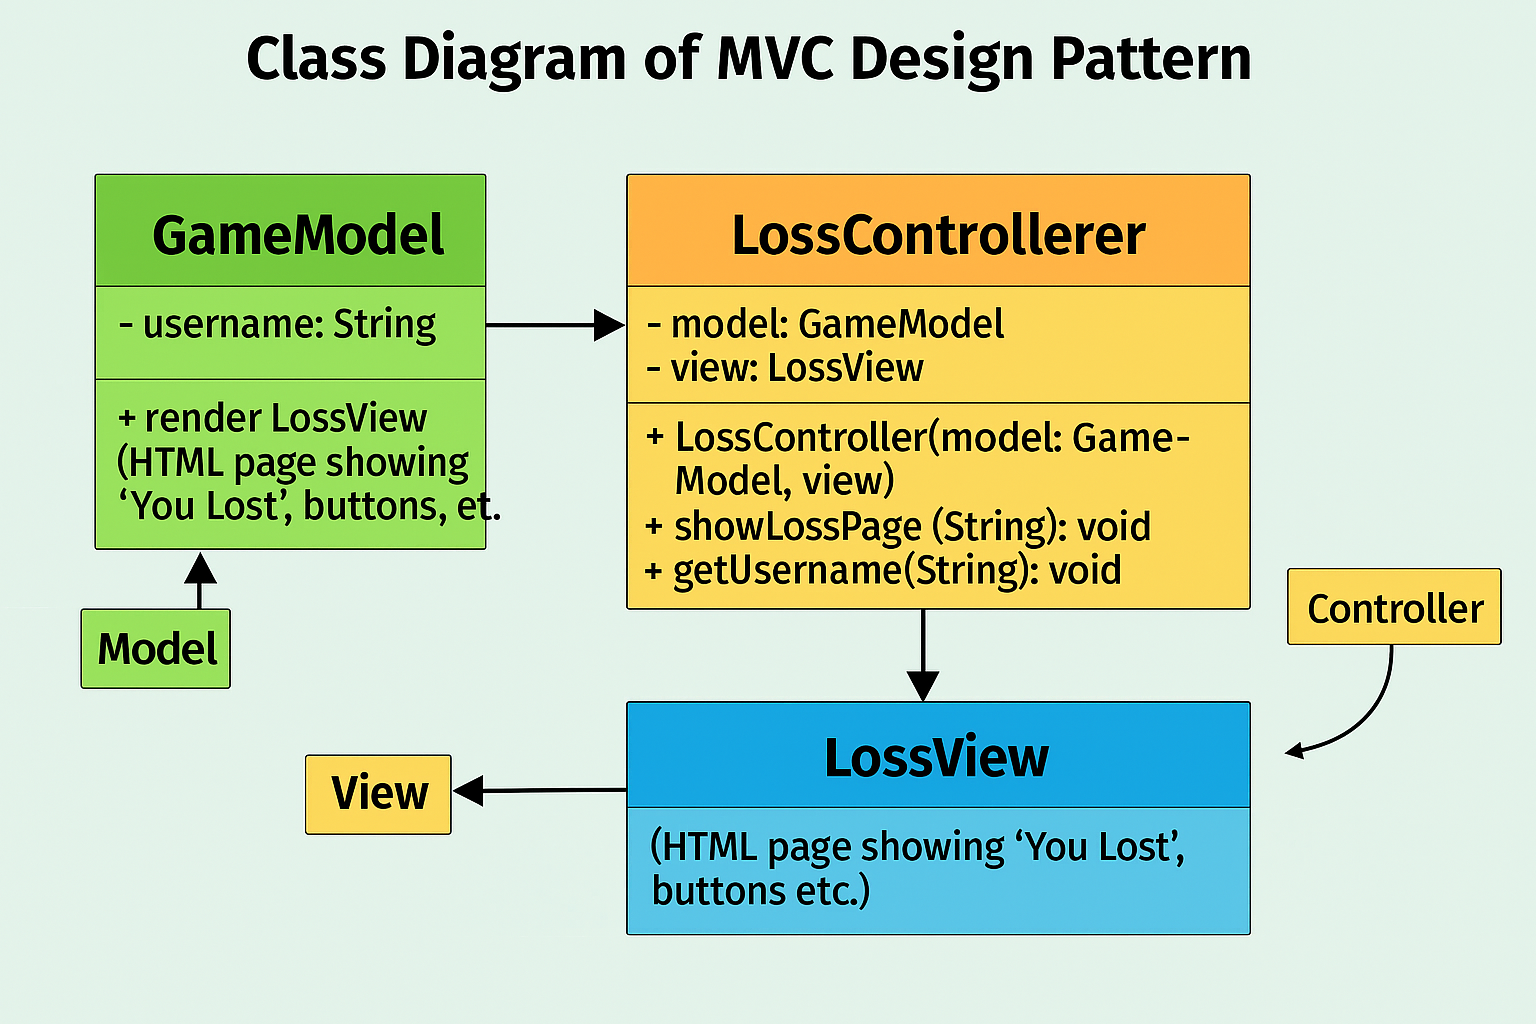 Class Diagram of MVC Design Pattern
GameModel
- username: String
+ render LossView
(HTML page showing
‘You Lost’, buttons, et.
Model
LossControllerer
- model: GameModel
- view: LossView
+ LossController(model: Game-
Model, view)
+ showLossPage (String): void
+ getUsername(String): void
Controller
View
LossView
(HTML page showing ‘You Lost’,
buttons etc.)